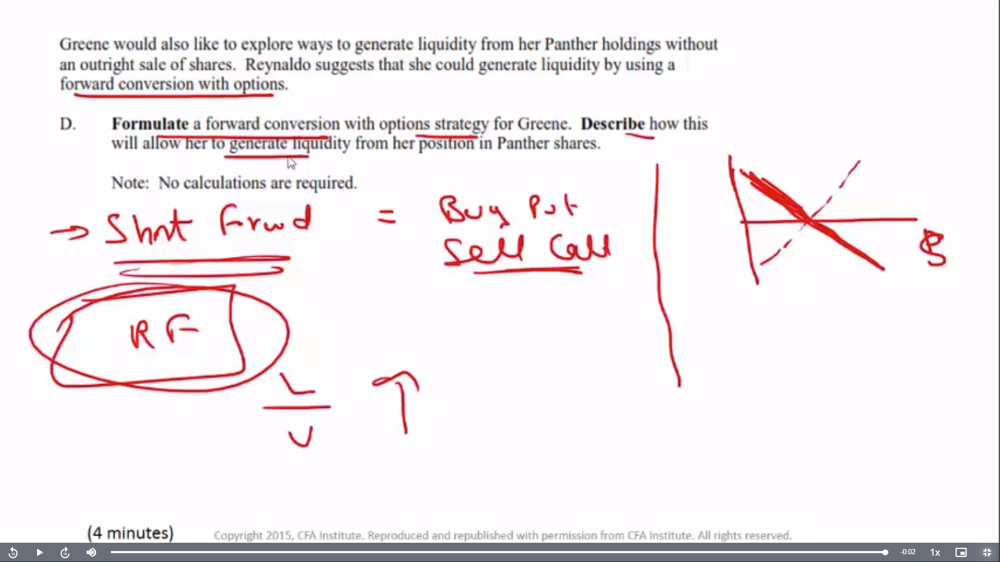 Greene would also like to explore ways to generate liquidity from her Panther holdings without
an outright sale of shares. Reynaldo suggests that she could generate liquidity by using a
forward conversion with options.
D. Formulate a forward conversion with options strategy for Greene. Describe how this
will allow her to generate liquidity from her position in Panther shares.
Note: No calculations are required.
→ Short Frwd = Buy Put
Sell Call
RF
L
V
(4 minutes)
Copyright 2015, CFA Institute. Reproduced and republished with permission from CFA Institute. All rights reserved.
10
10
-0:02
1x